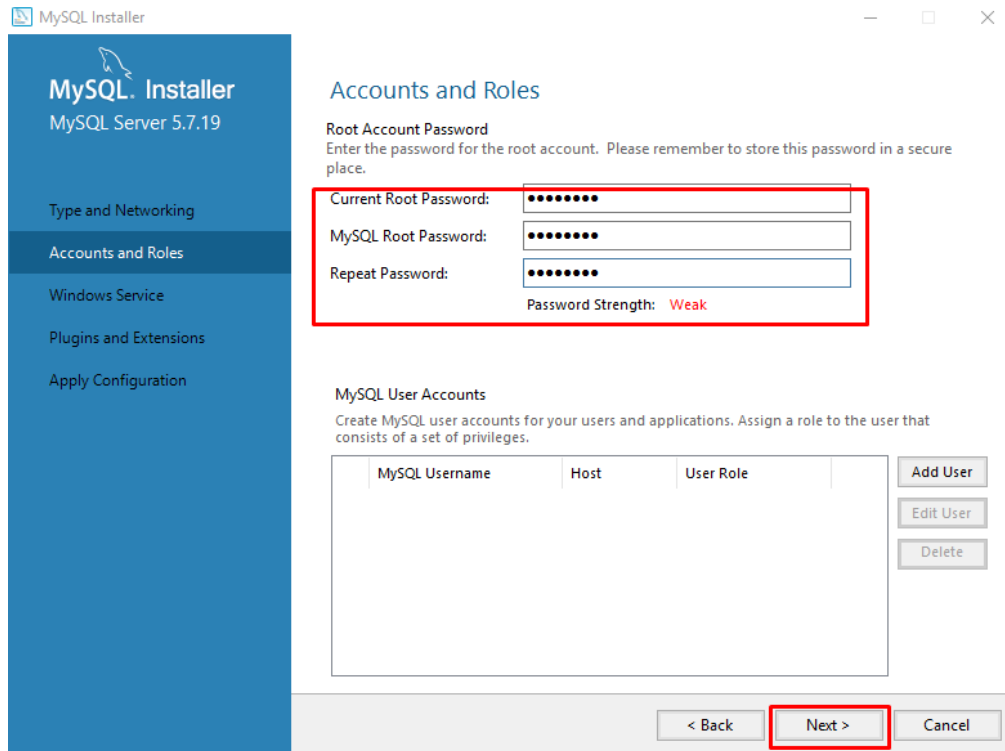 MySQL Installer
MySQL. Installer
MySQL Server 5.7.19
Type and Networking
Accounts and Roles
Windows Service
Plugins and Extensions
Apply Configuration
Accounts and Roles
Root Account Password
Enter the password for the root account.  Please remember to store this password in a secure
place.
Current Root Password: ●●●●●●●●
MySQL Root Password: ●●●●●●●●
Repeat Password: ●●●●●●●●
Password Strength: Weak
MySQL User Accounts
Create MySQL user accounts for your users and applications. Assign a role to the user that
consists of a set of privileges.
MySQL Username Host User Role
Add User
Edit User
Delete
< Back Next > Cancel